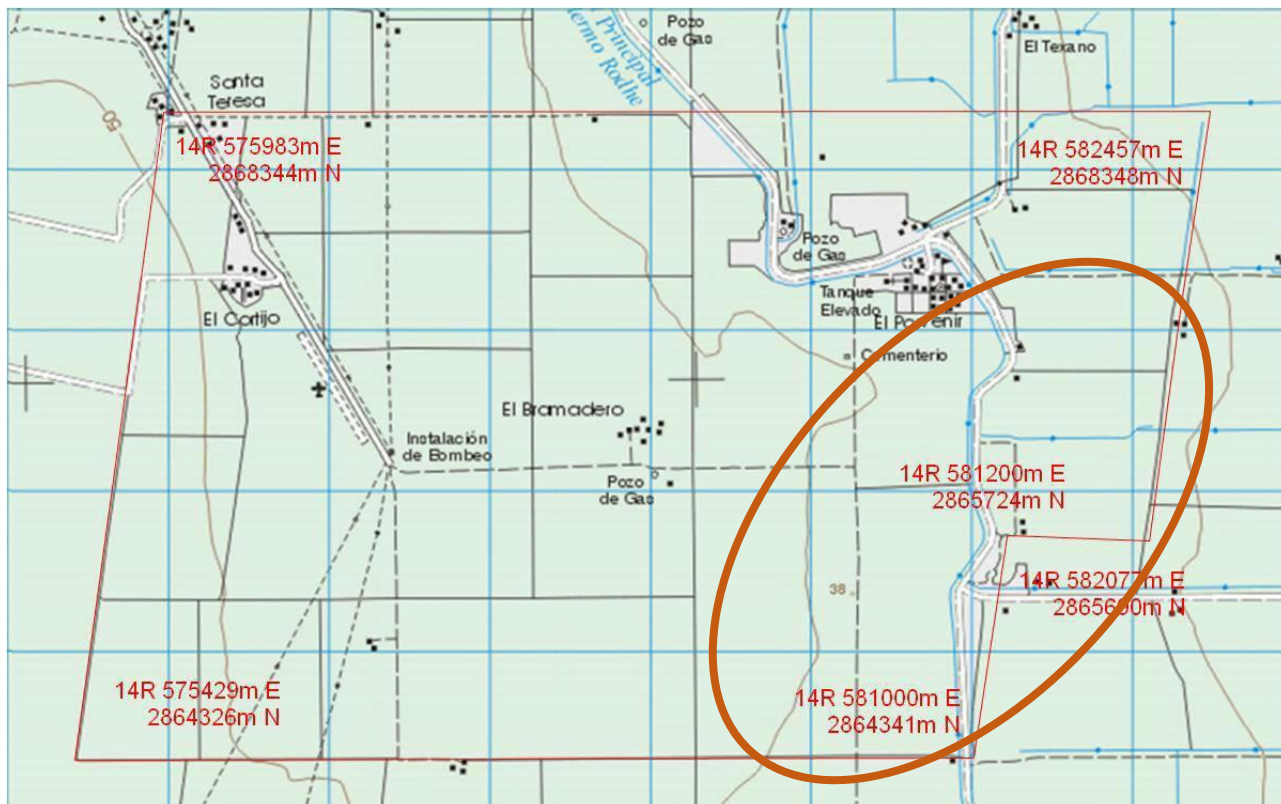 Pozo
de Gas
Principal
Rodhe
El Texano
Santa
Teresa
50
14R 575983m E
2868344m N
14R 582457m E
2868348m N
Pozo
de Gas
Tanque
Elevado
El Porvenir
El Cortijo
Cementerio
El Bramadero
Instalación
de Bombeo
Pozo
de Gas
14R 581200m E
2865724m N
38
14R 582077m E
14R 575429m E
2864326m N
14R 581000m E
2864341m N